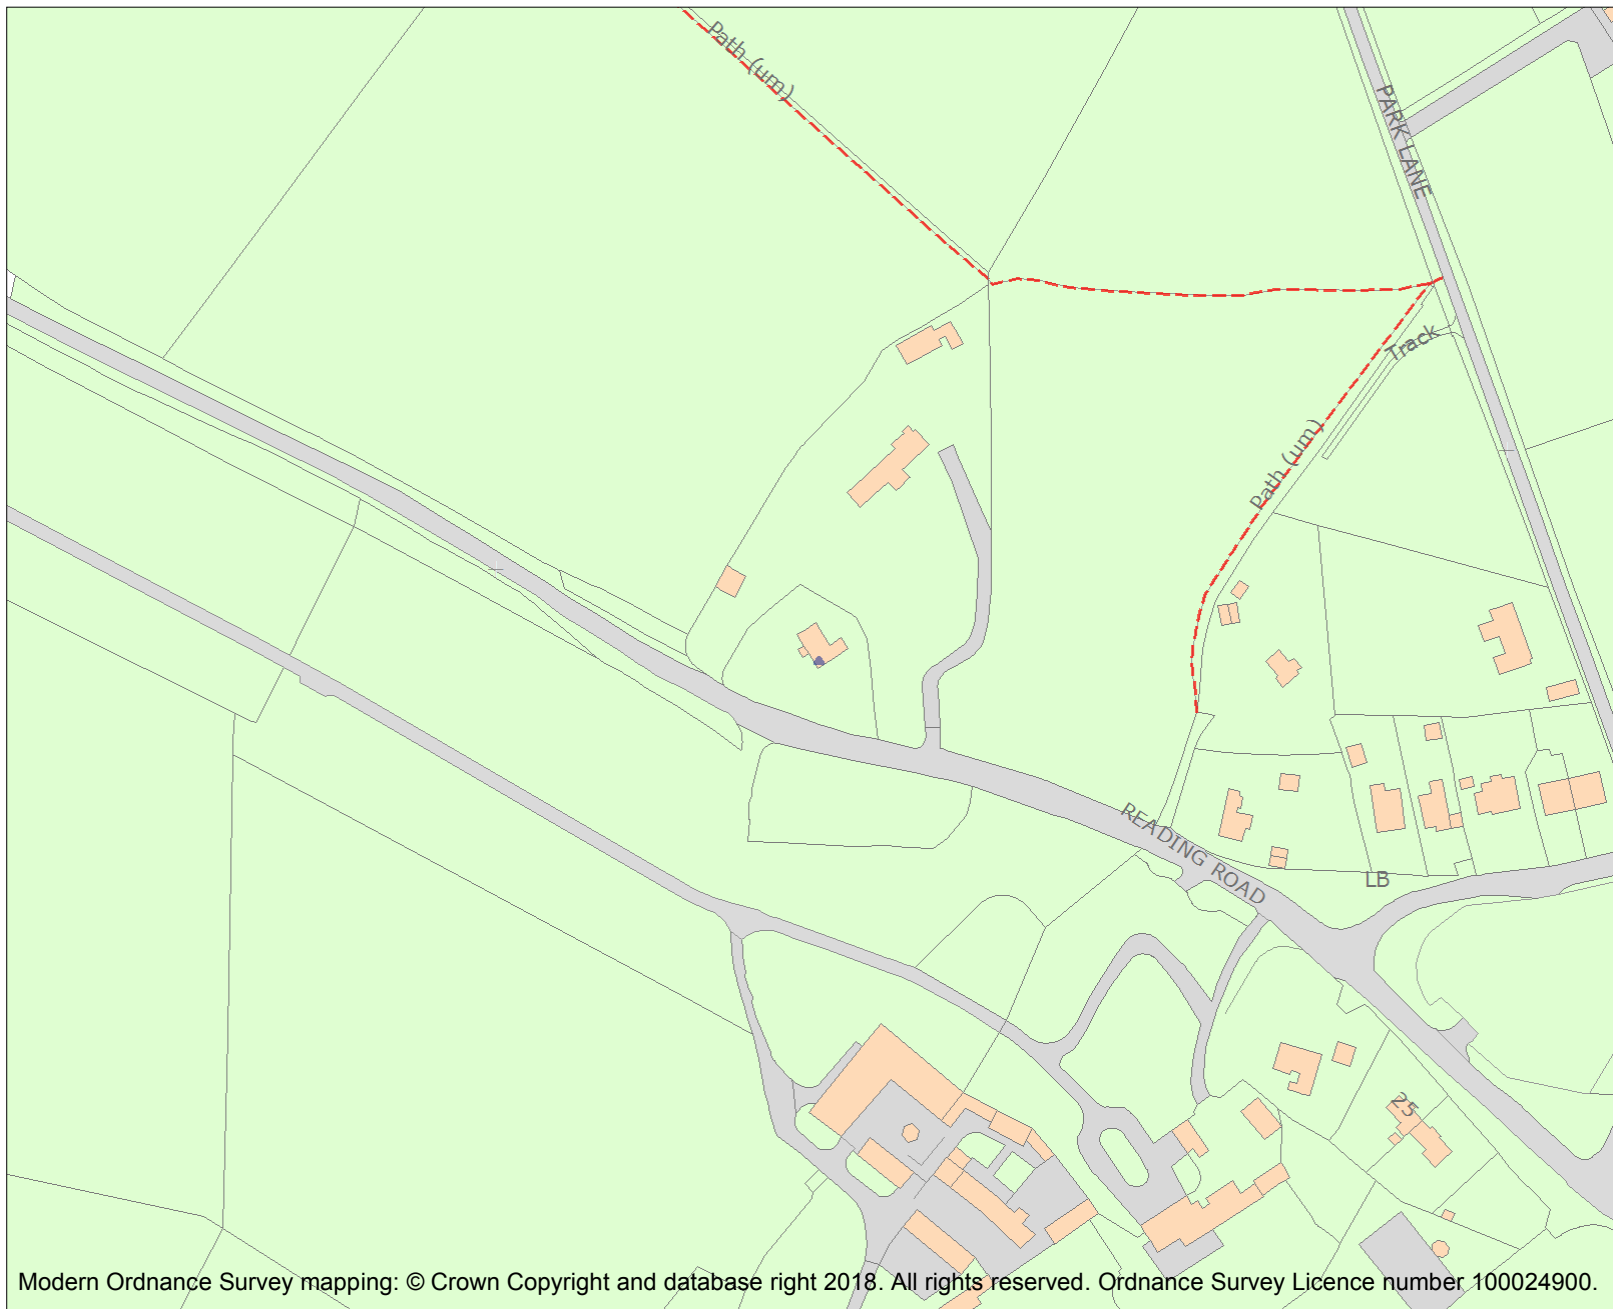 Path (um)
PARK LANE
Track
Path (um)
READING ROAD
LB
25
Modern Ordnance Survey mapping: © Crown Copyright and database right 2018. All rights reserved. Ordnance Survey Licence number 100024900.